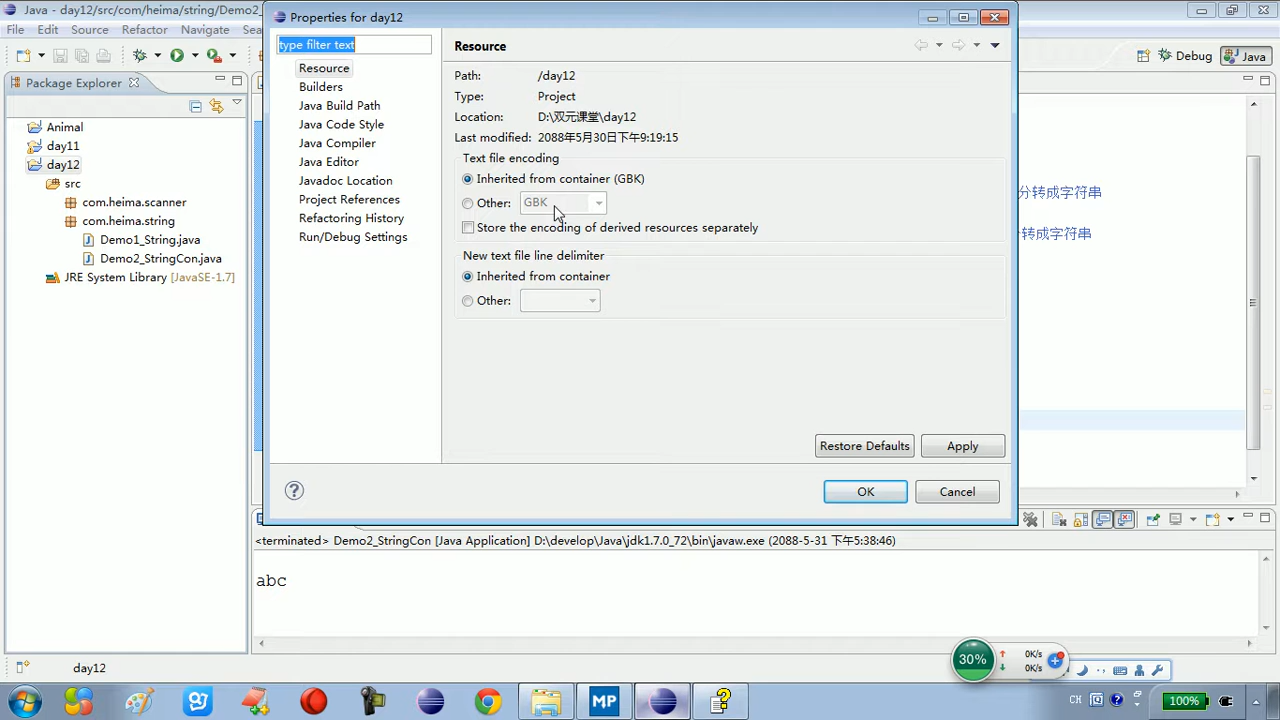 Java - day12/src/com/heima/string/Demo2_
Properties for day12
File Edit Source Refactor Navigate Sea
type filter text
Resource
Debug
Java
Package Explorer
Resource
Builders
Java Build Path
Java Code Style
Java Compiler
Java Editor
Javadoc Location
Project References
Refactoring History
Run/Debug Settings
Path: /day12
Type: Project
Location: D:\双元课堂\day12
Last modified: 2088年5月30日下午9:19:15
Text file encoding
Inherited from container (GBK)
Other: GBK
Store the encoding of derived resources separately
New text file line delimiter
Inherited from container
Other:
Restore Defaults
Apply
OK
Cancel
Animal
day11
day12
src
com.heima.scanner
com.heima.string
Demo1_String.java
Demo2_StringCon.java
JRE System Library [JavaSE-1.7]
分转成字符串
分转成字符串
<terminated> Demo2_StringCon [Java Application] D:\develop\Java\jdk1.7.0_72\bin\javaw.exe (2088-5-31 下午5:38:46)
abc
day12
30%
0K/s
0K/s
MP
CH
100%